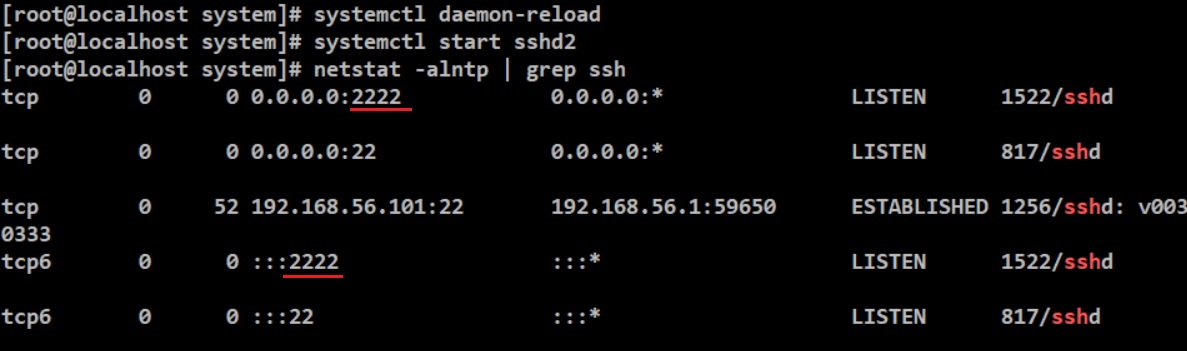 [root@localhost system]# systemctl daemon-reload
[root@localhost system]# systemctl start sshd2
[root@localhost system]# netstat -alntp | grep ssh
tcp        0      0 0.0.0.0:2222            0.0.0.0:*               LISTEN      1522/sshd
tcp        0      0 0.0.0.0:22              0.0.0.0:*               LISTEN      817/sshd
tcp        0     52 192.168.56.101:22       192.168.56.1:59650      ESTABLISHED 1256/sshd: v003
0333
tcp6       0      0 :::2222                 :::*                    LISTEN      1522/sshd
tcp6       0      0 :::22                   :::*                    LISTEN      817/sshd